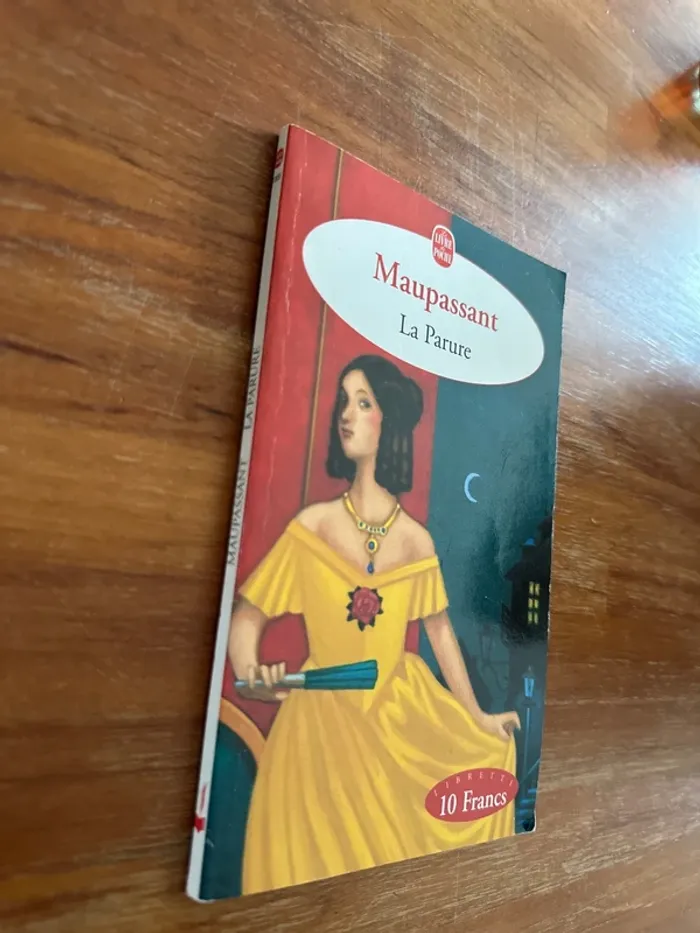 LE LIVRE
DE POCHE
Maupassant
La Parure
MAUPASSANT LA PARURE
LIBRETTI
10 Francs